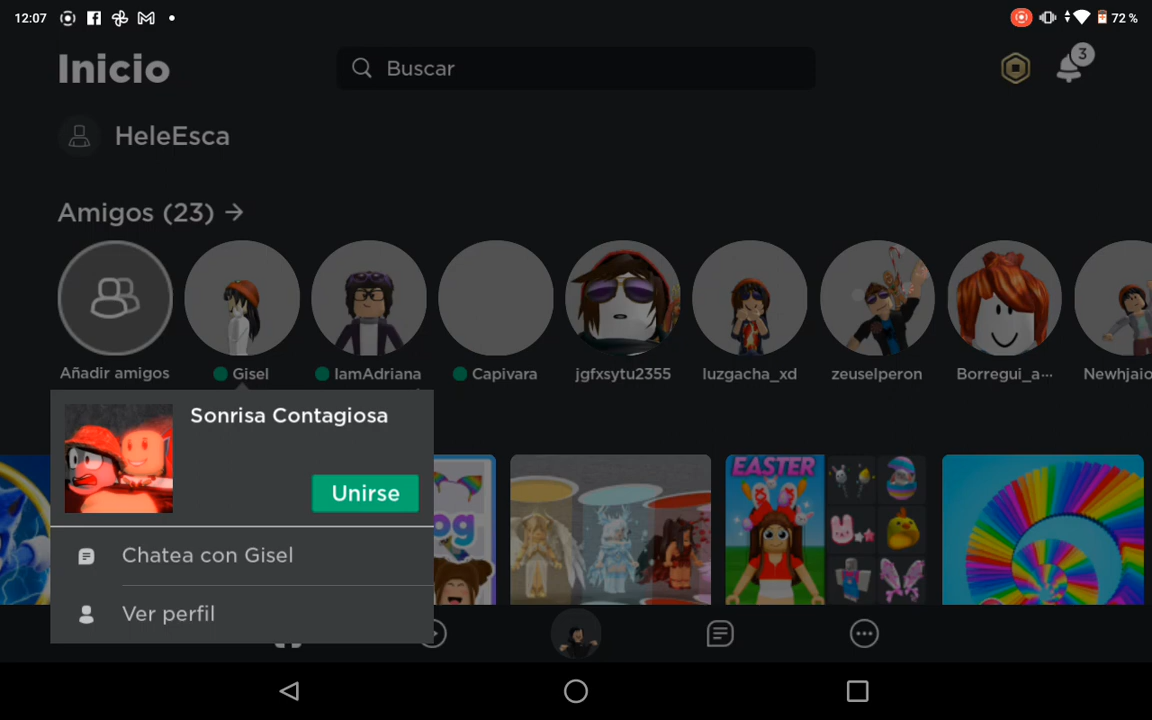 12:07
72 %
Inicio
Buscar
3
HeleEsca
Amigos (23) →
Añadir amigos
Gisel
IamAdriana
Capivara
jgfxsytu2355
luzgacha_xd
zeuselperon
Borregui_a...
Newhjaio
Sonrisa Contagiosa
Unirse
EASTER
Chatea con Gisel
Ver perfil